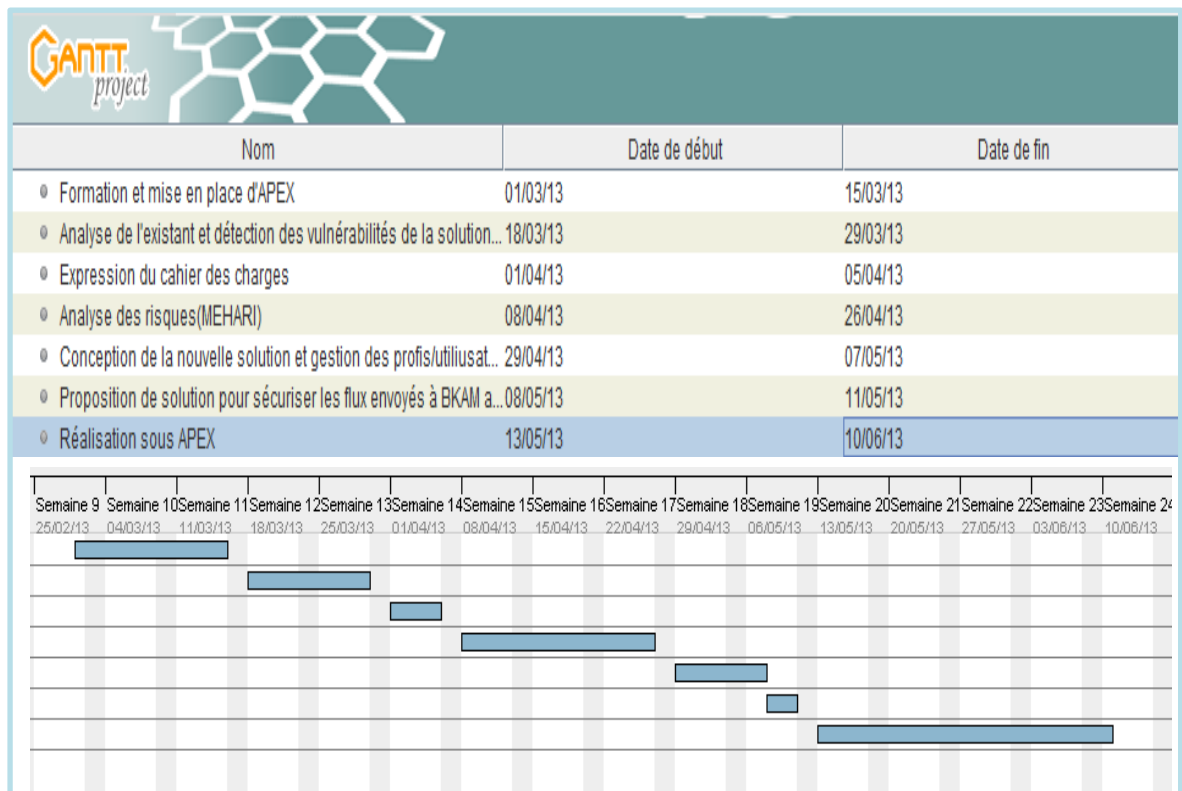 GANTT
project
Nom Date de début Date de fin
Formation et mise en place d'APEX 01/03/13 15/03/13
Analyse de l'existant et détection des vulnérabilités de la solution... 18/03/13 29/03/13
Expression du cahier des charges 01/04/13 05/04/13
Analyse des risques(MEHARI) 08/04/13 26/04/13
Conception de la nouvelle solution et gestion des profis/utiliusat... 29/04/13 07/05/13
Proposition de solution pour sécuriser les flux envoyés à BKAM a... 08/05/13 11/05/13
Réalisation sous APEX 13/05/13 10/06/13
Semaine 9 Semaine 10 Semaine 11 Semaine 12 Semaine 13 Semaine 14 Semaine 15 Semaine 16 Semaine 17 Semaine 18 Semaine 19 Semaine 20 Semaine 21 Semaine 22 Semaine 23 Semaine 24
25/02/13 04/03/13 11/03/13 18/03/13 25/03/13 01/04/13 08/04/13 15/04/13 22/04/13 29/04/13 06/05/13 13/05/13 20/05/13 27/05/13 03/06/13 10/06/13